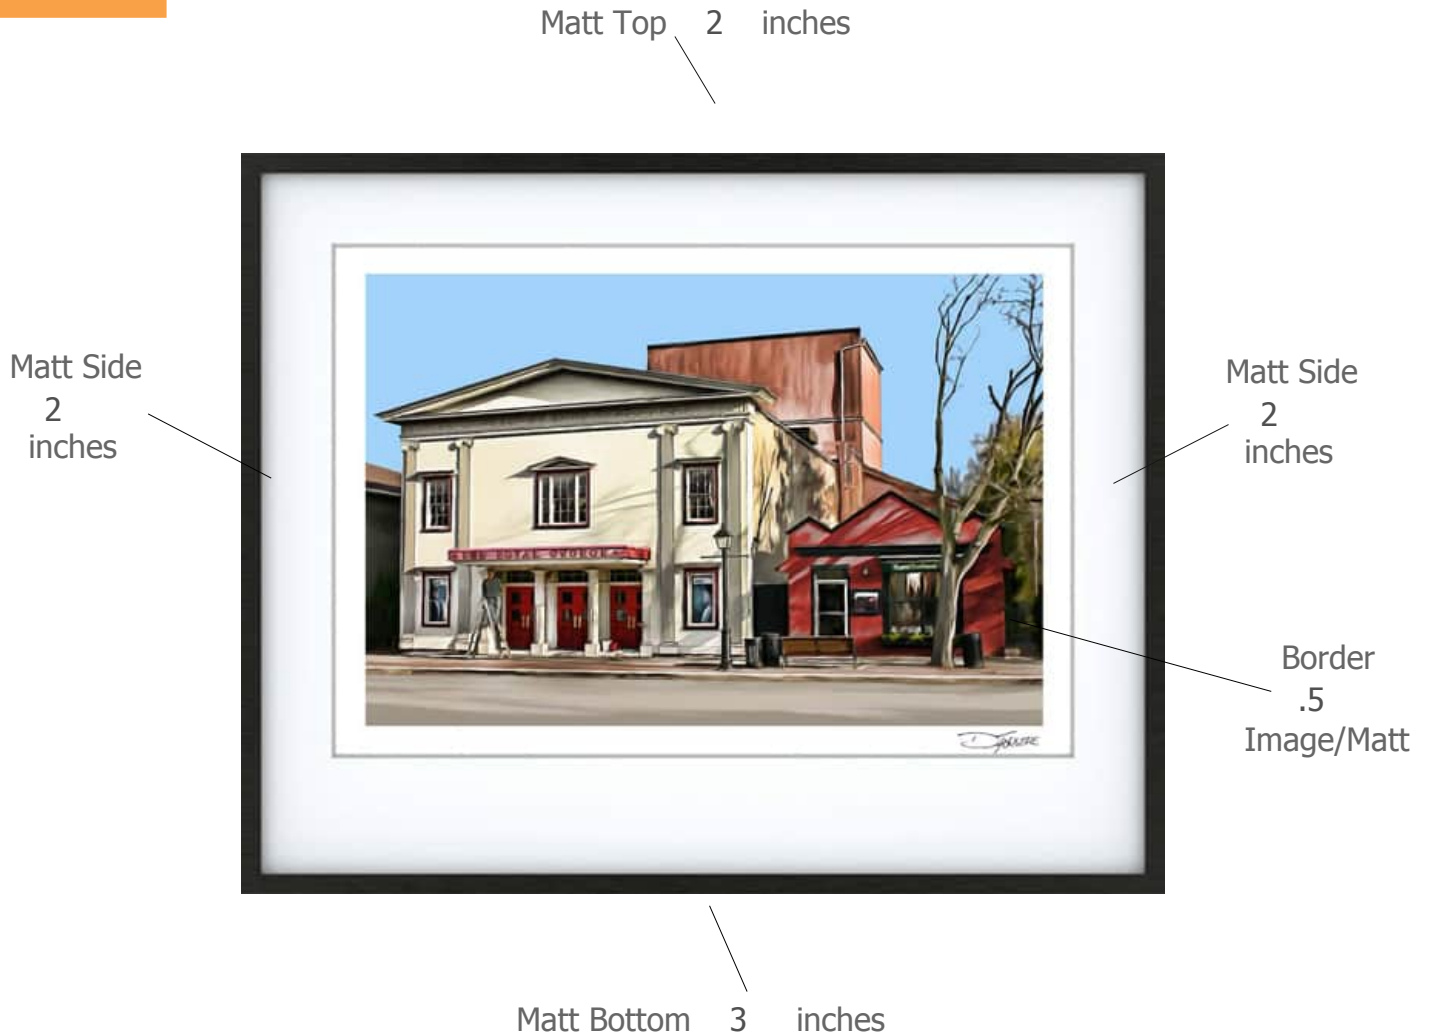 Matt Top 2 inches
Matt Side
2
inches
Matt Side
2
inches
Border
.5
Image/Matt
Matt Bottom 3 inches